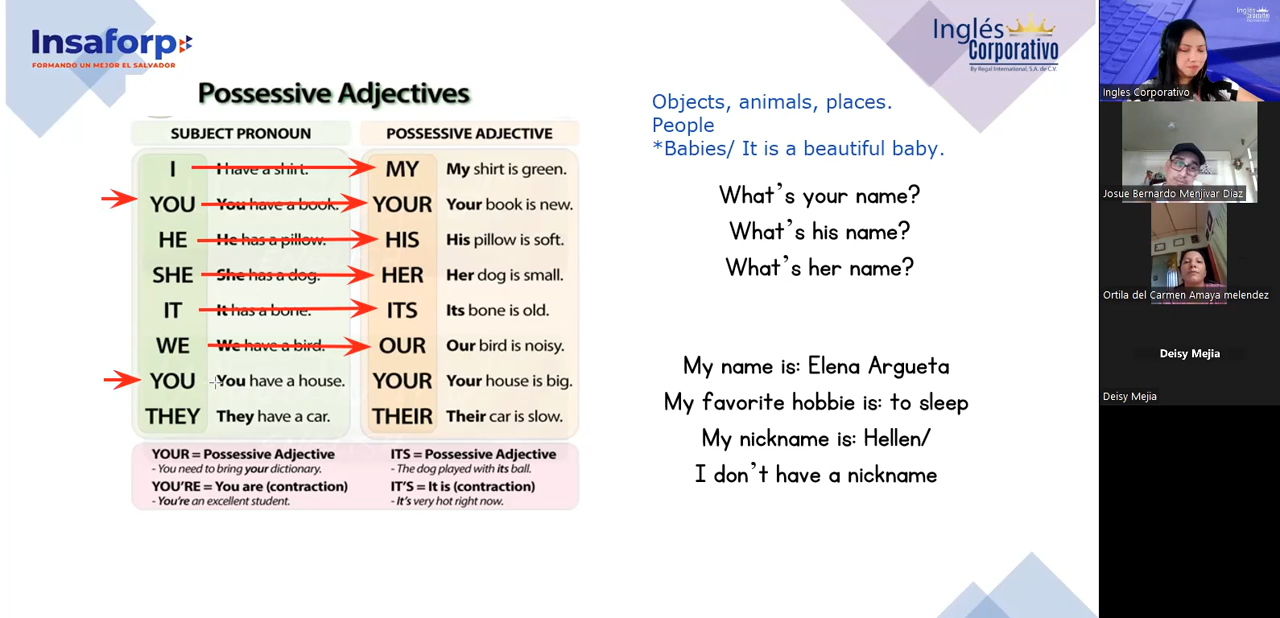 Insaforp
FORMANDO UN MEJOR EL SALVADOR
Inglés
Corporativo
By Regal International, S.A. de C.V.
Possessive Adjectives
SUBJECT PRONOUN POSSESSIVE ADJECTIVE
I I have a shirt. MY My shirt is green.
YOU You have a book. YOUR Your book is new.
HE He has a pillow. HIS His pillow is soft.
SHE She has a dog. HER Her dog is small.
IT It has a bone. ITS Its bone is old.
WE We have a bird. OUR Our bird is noisy.
YOU You have a house. YOUR Your house is big.
THEY They have a car. THEIR Their car is slow.
YOUR = Possessive Adjective
- You need to bring your dictionary.
YOU'RE = You are (contraction)
- You're an excellent student.
ITS = Possessive Adjective
- The dog played with its ball.
IT'S = It is (contraction)
- It's very hot right now.
Objects, animals, places.
People
*Babies/ It is a beautiful baby.
What's your name?
What's his name?
What's her name?
My name is: Elena Argueta
My favorite hobbie is: to sleep
My nickname is: Hellen/
I don't have a nickname
Inglés
Ingles Corporativo
Josue Bernardo Menjivar Diaz
Ortila del Carmen Amaya melendez
Deisy Mejia
Deisy Mejia